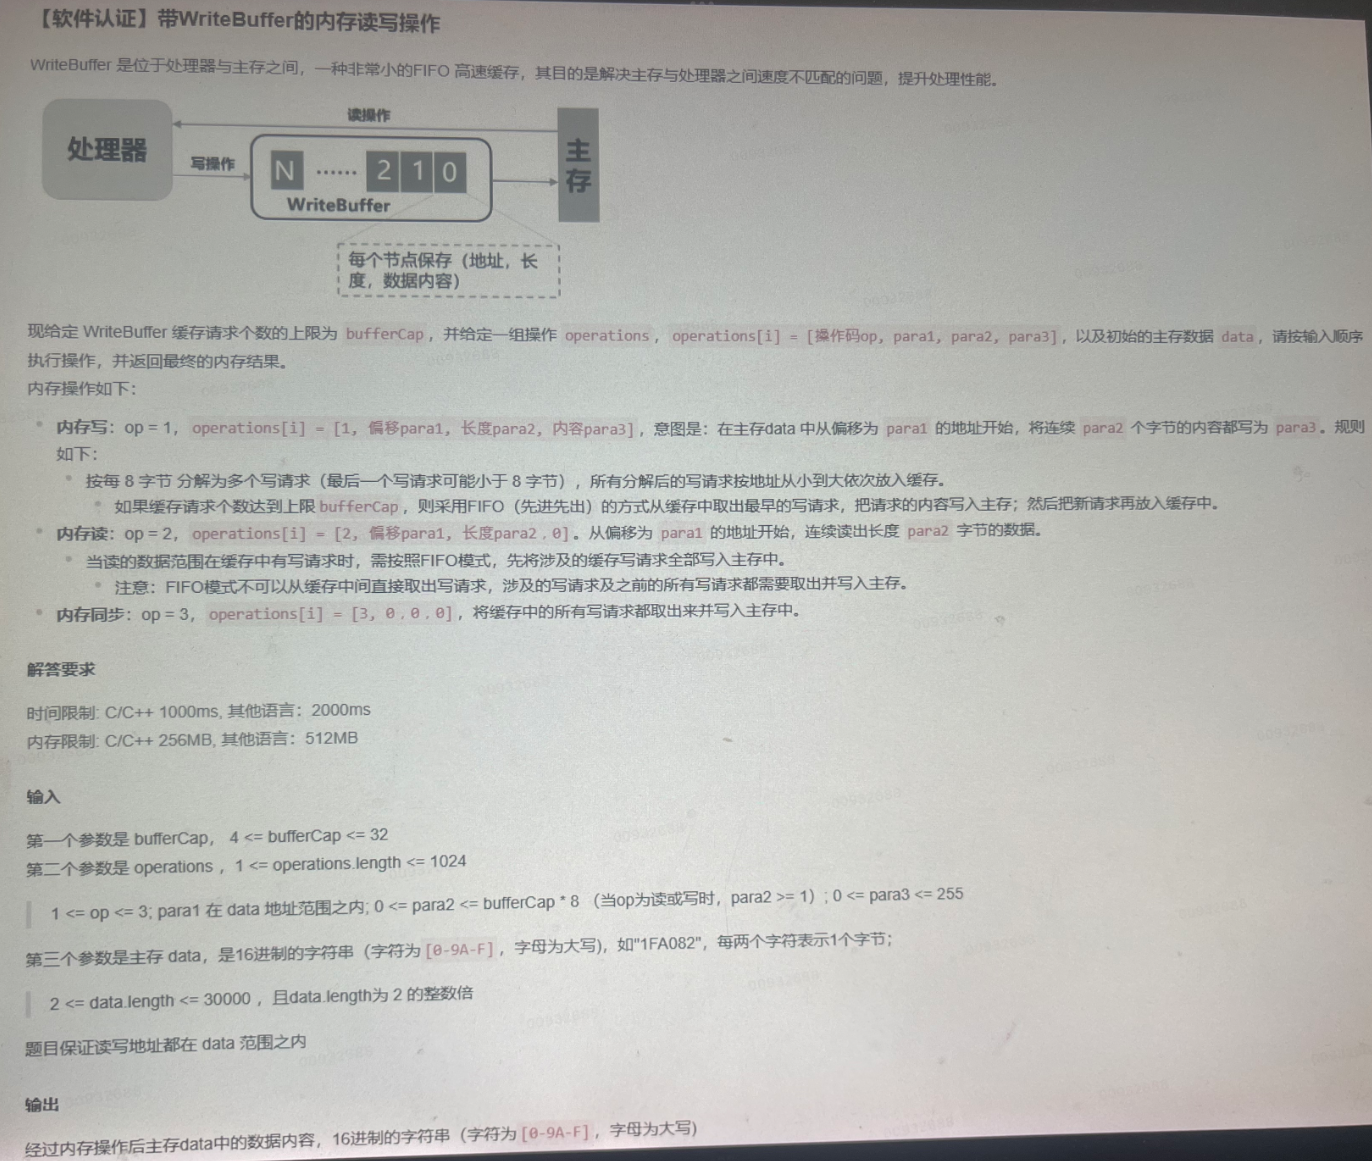 【软件认证】带WriteBuffer的内存读写操作
WriteBuffer 是位于处理器与主存之间，一种非常小的FIFO 高速缓存，其目的是解决主存与处理器之间速度不匹配的问题，提升处理性能。
读操作
处理器
写操作
N ...... 2 1 0
WriteBuffer
主
存
每个节点保存（地址，长
度，数据内容）
现给定 WriteBuffer 缓存请求个数的上限为 bufferCap，并给定一组操作 operations，operations[i] = [操作码op, para1, para2, para3]，以及初始的主存数据 data，请按输入顺序
执行操作，并返回最终的内存结果。
内存操作如下：
内存写：op = 1， operations[i] = [1, 偏移para1, 长度para2, 内容para3]，意图是：在主存data 中从偏移为 para1 的地址开始，将连续 para2 个字节的内容都写为 para3。规则
如下：
按每 8 字节 分解为多个写请求（最后一个写请求可能小于 8 字节），所有分解后的写请求按地址从小到大依次放入缓存。
如果缓存请求个数达到上限 bufferCap，则采用FIFO（先进先出）的方式从缓存中取出最早的写请求，把请求的内容写入主存；然后把新请求再放入缓存中。
内存读：op = 2，operations[i] = [2, 偏移para1, 长度para2，0]。从偏移为 para1 的地址开始，连续读出长度 para2 字节的数据。
当读的数据范围在缓存中有写请求时，需按照FIFO模式，先将涉及的缓存写请求全部写入主存中。
注意：FIFO模式不可以从缓存中间直接取出写请求，涉及的写请求及之前的所有写请求都需要取出并写入主存。
内存同步：op = 3， operations[i] = [3, 0，0，0]，将缓存中的所有写请求都取出来并写入主存中。
解答要求
时间限制: C/C++ 1000ms, 其他语言：2000ms
内存限制: C/C++ 256MB, 其他语言：512MB
输入
第一个参数是 bufferCap， 4 <= bufferCap <= 32
第二个参数是 operations ，1 <= operations.length <= 1024
1 <= op <= 3; para1 在 data 地址范围之内; 0 <= para2 <= bufferCap * 8 （当op为读或写时，para2 >= 1）; 0 <= para3 <= 255
第三个参数是主存 data，是16进制的字符串（字符为 [0-9A-F]，字母为大写)，如"1FA082"，每两个字符表示1个字节；
2 <= data.length <= 30000 ，且data.length为 2 的整数倍
题目保证读写地址都在 data 范围之内
输出
经过内存操作后主存data中的数据内容，16进制的字符串（字符为 [0-9A-F]，字母为大写)